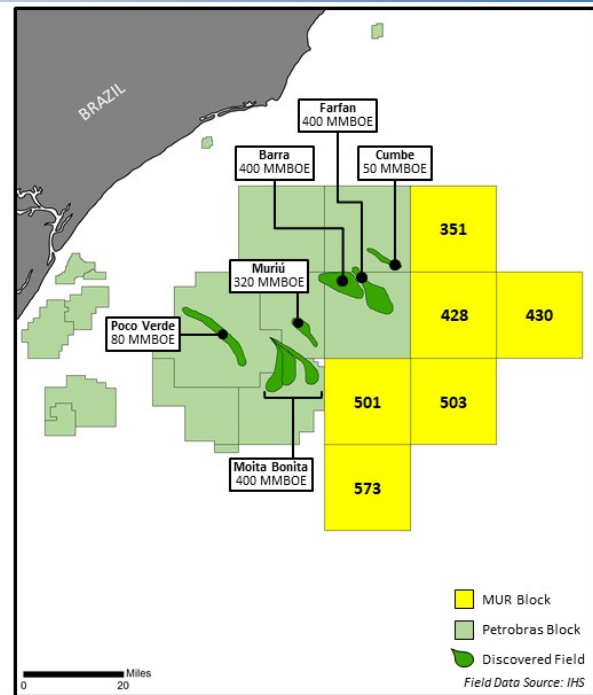 BRAZIL
Farfan
400 MMBOE
Barra
400 MMBOE
Cumbe
50 MMBOE
351
Muriú
320 MMBOE
428
430
Poco Verde
80 MMBOE
501
503
Moita Bonita
400 MMBOE
573
MUR Block
Petrobras Block
Discovered Field
Miles
0
20
Field Data Source: IHS